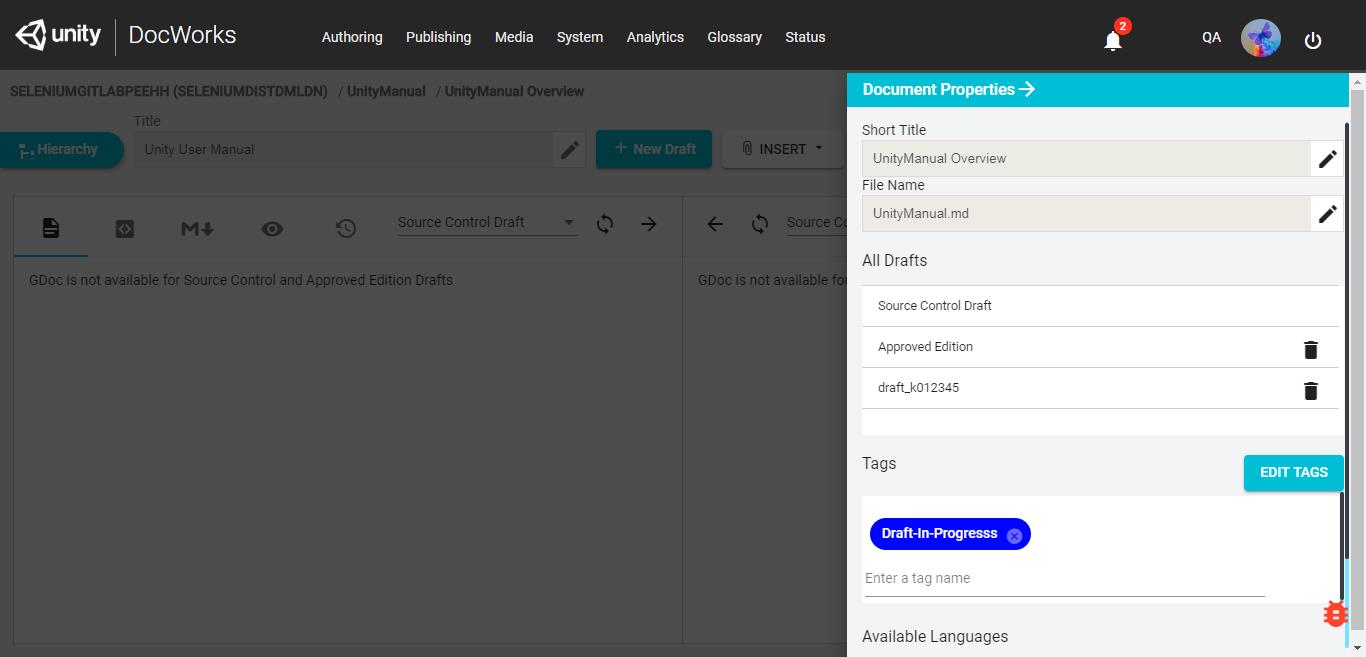 unity DocWorks Authoring Publishing Media System Analytics Glossary Status 2 QA
SELENIUMGITLABPEEHH (SELENIUMDISTDMLDN) / UnityManual / UnityManual Overview
Title
Hierarchy Unity User Manual + New Draft INSERT
M Source Control Draft Source Co
GDoc is not available for Source Control and Approved Edition Drafts GDoc is not available for
Document Properties
Short Title
UnityManual Overview
File Name
UnityManual.md
All Drafts
Source Control Draft
Approved Edition
draft_k012345
Tags
EDIT TAGS
Draft-In-Progresss
Enter a tag name
Available Languages